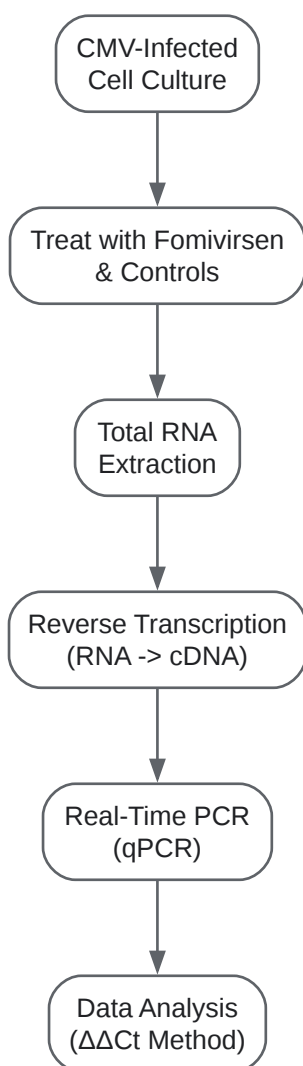 CMV-Infected
Cell Culture
Treat with Fomivirsen
& Controls
Total RNA
Extraction
Reverse Transcription
(RNA -> cDNA)
Real-Time PCR
(qPCR)
Data Analysis
(ΔΔCt Method)